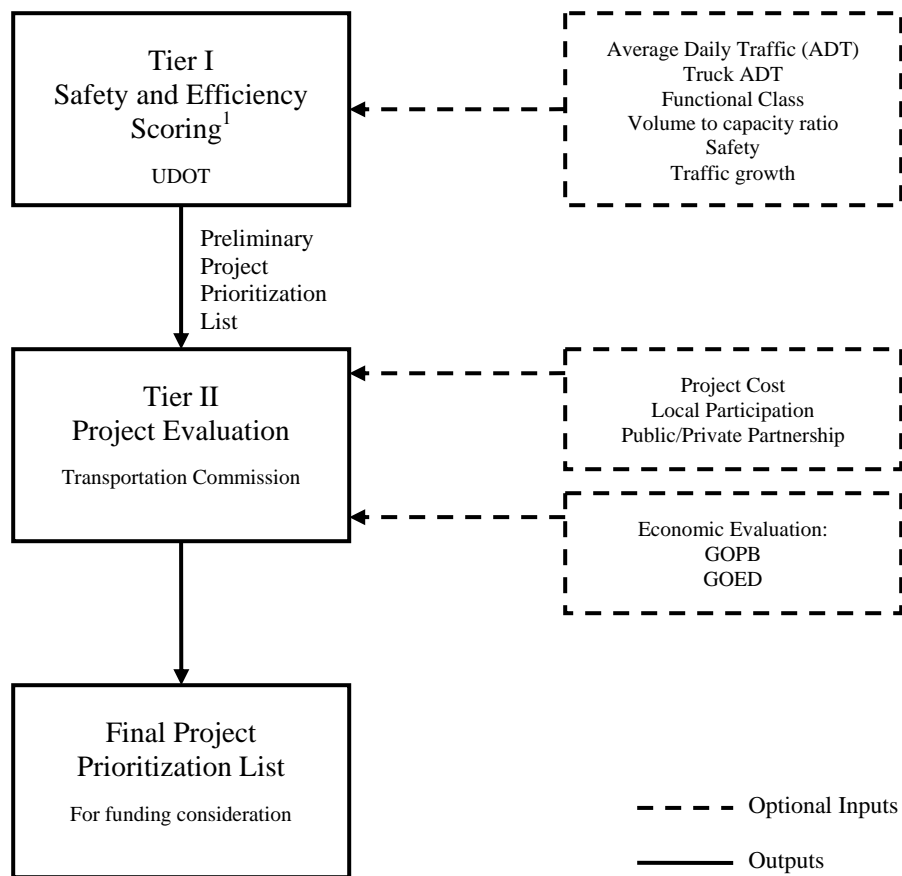 Tier I
Safety and Efficiency
Scoring1
UDOT
Average Daily Traffic (ADT)
Truck ADT
Functional Class
Volume to capacity ratio
Safety
Traffic growth
Preliminary
Project
Prioritization
List
Tier II
Project Evaluation
Transportation Commission
Project Cost
Local Participation
Public/Private Partnership
Economic Evaluation:
GOPB
GOED
Final Project
Prioritization List
For funding consideration
Optional Inputs
Outputs